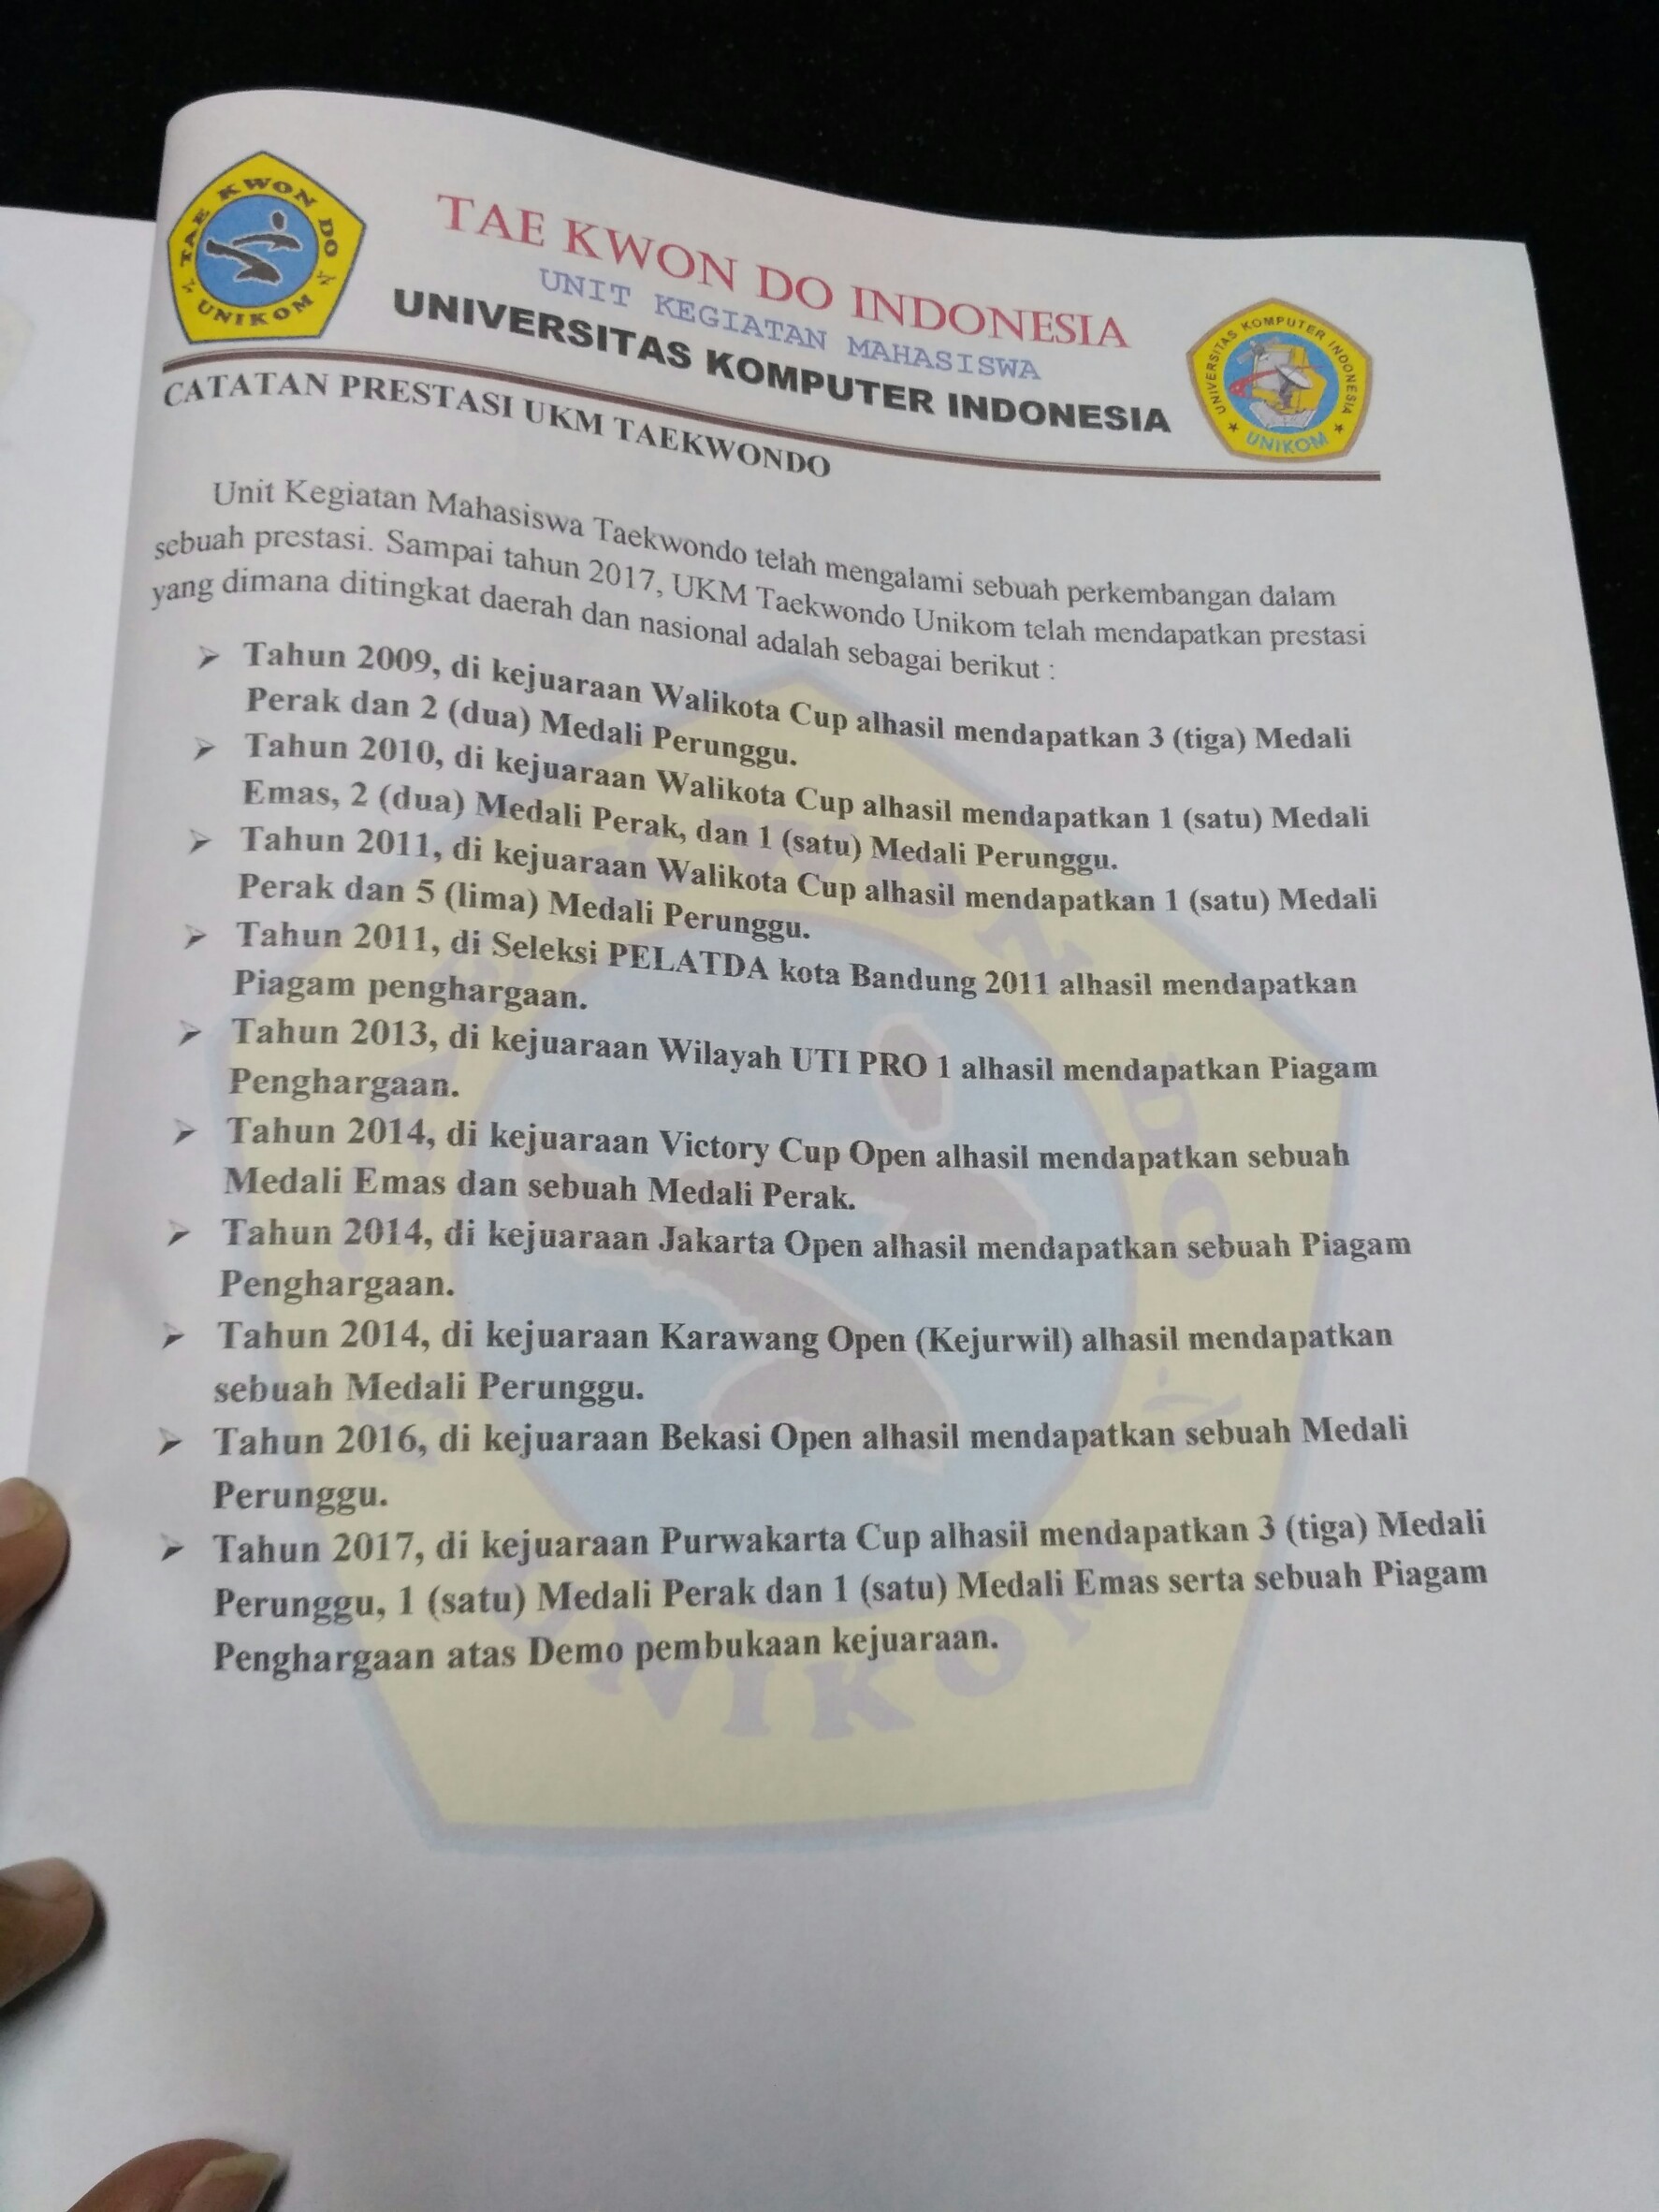 TAE KWON DO
UNIKOM
TAE KWON DO INDONESIA
UNIT KEGIATAN MAHASISWA
UNIVERSITAS KOMPUTER INDONESIA
UNIVERSITAS KOMPUTER INDONESIA
UNIKOM
CATATAN PRESTASI UKM TAEKWONDO
Unit Kegiatan Mahasiswa Taekwondo telah mengalami sebuah perkembangan dalam
sebuah prestasi. Sampai tahun 2017, UKM Taekwondo Unikom telah mendapatkan prestasi
yang dimana ditingkat daerah dan nasional adalah sebagai berikut :
➢ Tahun 2009, di kejuaraan Walikota Cup alhasil mendapatkan 3 (tiga) Medali
Perak dan 2 (dua) Medali Perunggu.
➢ Tahun 2010, di kejuaraan Walikota Cup alhasil mendapatkan 1 (satu) Medali
Emas, 2 (dua) Medali Perak, dan 1 (satu) Medali Perunggu.
➢ Tahun 2011, di kejuaraan Walikota Cup alhasil mendapatkan 1 (satu) Medali
Perak dan 5 (lima) Medali Perunggu.
➢ Tahun 2011, di Seleksi PELATDA kota Bandung 2011 alhasil mendapatkan
Piagam penghargaan.
➢ Tahun 2013, di kejuaraan Wilayah UTI PRO 1 alhasil mendapatkan Piagam
Penghargaan.
➢ Tahun 2014, di kejuaraan Victory Cup Open alhasil mendapatkan sebuah
Medali Emas dan sebuah Medali Perak.
➢ Tahun 2014, di kejuaraan Jakarta Open alhasil mendapatkan sebuah Piagam
Penghargaan.
➢ Tahun 2014, di kejuaraan Karawang Open (Kejurwil) alhasil mendapatkan
sebuah Medali Perunggu.
➢ Tahun 2016, di kejuaraan Bekasi Open alhasil mendapatkan sebuah Medali
Perunggu.
➢ Tahun 2017, di kejuaraan Purwakarta Cup alhasil mendapatkan 3 (tiga) Medali
Perunggu, 1 (satu) Medali Perak dan 1 (satu) Medali Emas serta sebuah Piagam
Penghargaan atas Demo pembukaan kejuaraan.
TAE KWON DO
UNIKOM